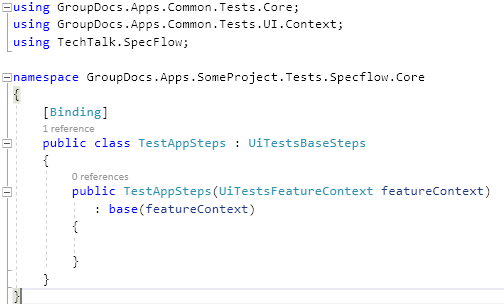 using GroupDocs.Apps.Common.Tests.Core;
using GroupDocs.Apps.Common.Tests.UI.Context;
using TechTalk.SpecFlow;
namespace GroupDocs.Apps.SomeProject.Tests.Specflow.Core
{
[Binding]
1 reference
public class TestAppSteps : UiTestsBaseSteps
{
0 references
public TestAppSteps(UiTestsFeatureContext featureContext)
: base(featureContext)
{
}
}
}